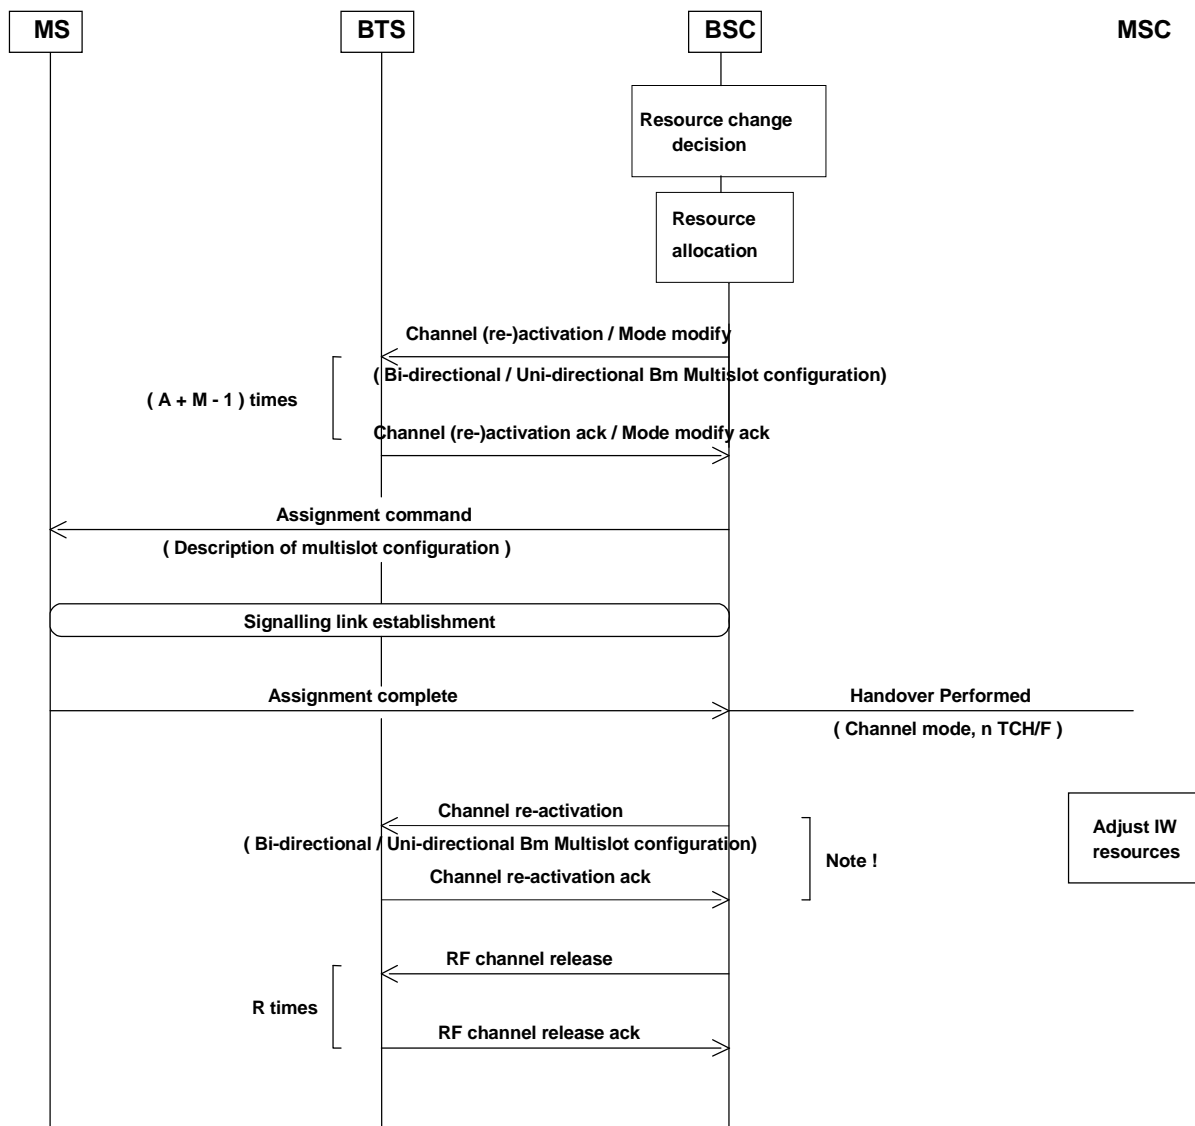 MS BTS BSC MSC
Resource change
decision
Resource
allocation
Channel (re-)activation / Mode modify
( Bi-directional / Uni-directional Bm Multislot configuration)
( A + M - 1 ) times
Channel (re-)activation ack / Mode modify ack
Assignment command
( Description of multislot configuration )
Signalling link establishment
Assignment complete
Handover Performed
( Channel mode, n TCH/F )
Channel re-activation
( Bi-directional / Uni-directional Bm Multislot configuration)
Channel re-activation ack
Note !
Adjust IW
resources
RF channel release
R times
RF channel release ack